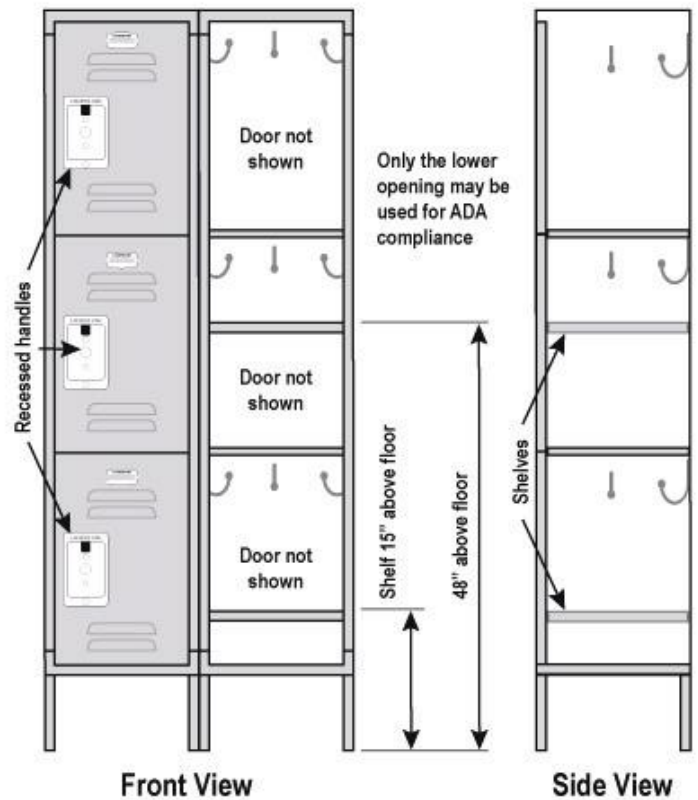 Door not
shown
Only the lower
opening may be
used for ADA
compliance
Recessed handles
Door not
shown
Door not
shown
Shelf 15" above floor
48" above floor
Shelves
Front View
Side View